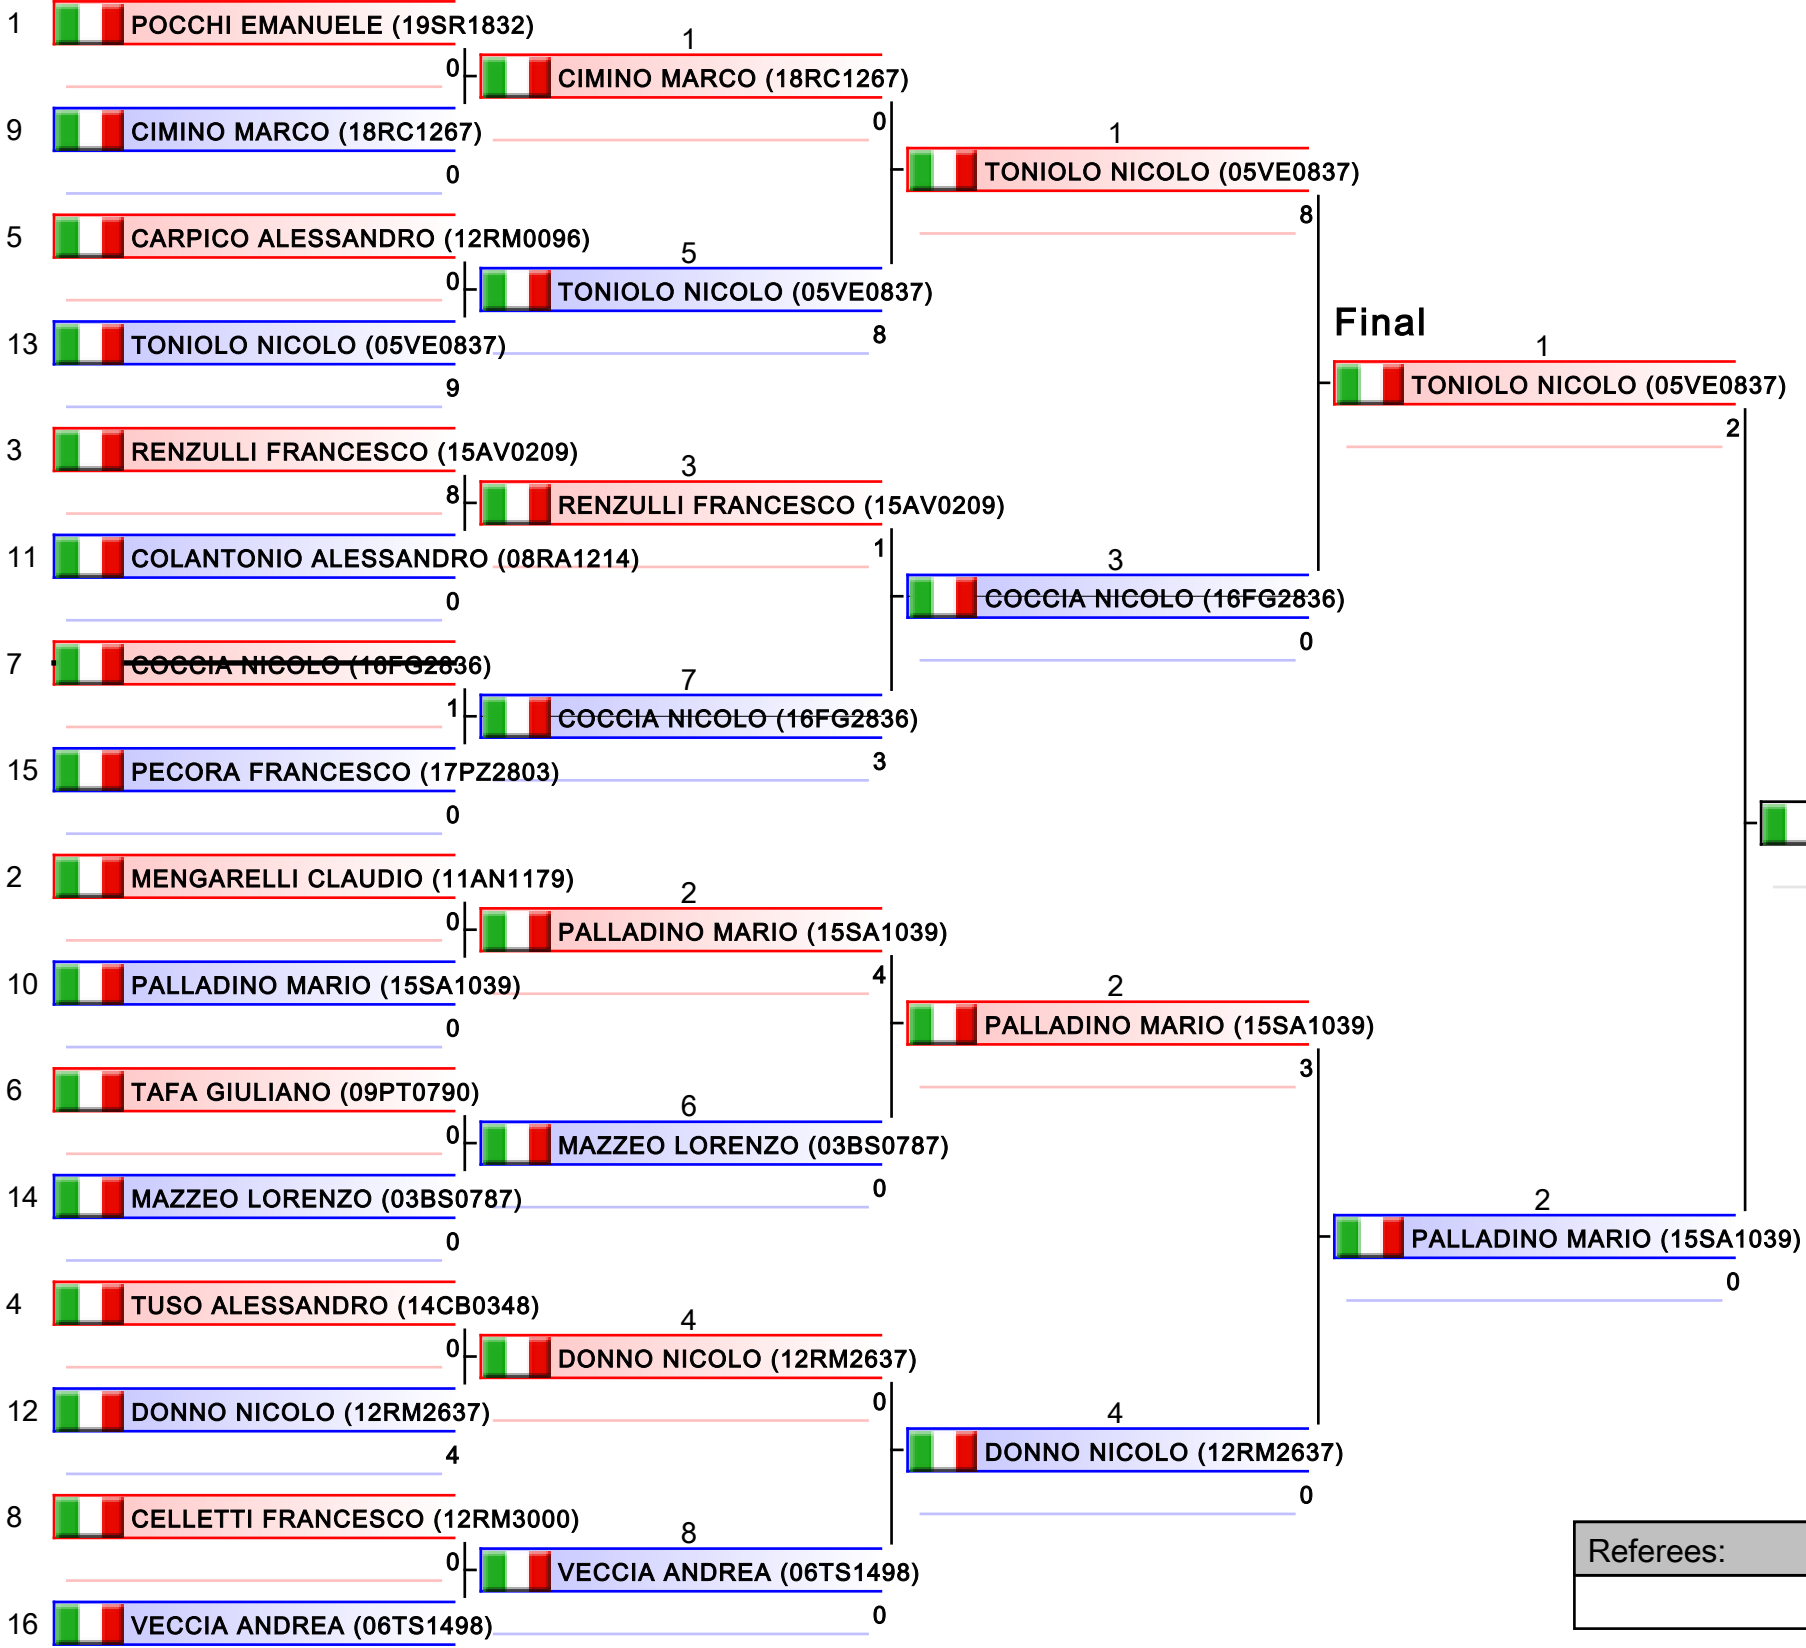 1 POCCHI EMANUELE (19SR1832)
0
9 CIMINO MARCO (18RC1267)
0
5 CARPICO ALESSANDRO (12RM0096)
0
13 TONIOLO NICOLO (05VE0837)
9
3 RENZULLI FRANCESCO (15AV0209)
8
11 COLANTONIO ALESSANDRO (08RA1214)
0
7 COCCIA NICOLO (16FG2836)
1
15 PECORA FRANCESCO (17PZ2803)
0
2 MENGARELLI CLAUDIO (11AN1179)
0
10 PALLADINO MARIO (15SA1039)
0
6 TAFA GIULIANO (09PT0790)
0
14 MAZZEO LORENZO (03BS0787)
0
4 TUSO ALESSANDRO (14CB0348)
0
12 DONNO NICOLO (12RM2637)
4
8 CELLETTI FRANCESCO (12RM3000)
0
16 VECCIA ANDREA (06TS1498)
1
CIMINO MARCO (18RC1267)
0
5
TONIOLO NICOLO (05VE0837)
8
3
RENZULLI FRANCESCO (15AV0209)
1
7
COCCIA NICOLO (16FG2836)
3
2
PALLADINO MARIO (15SA1039)
4
6
MAZZEO LORENZO (03BS0787)
0
4
DONNO NICOLO (12RM2637)
0
8
VECCIA ANDREA (06TS1498)
0
1
TONIOLO NICOLO (05VE0837)
8
3
COCCIA NICOLO (16FG2836)
0
2
PALLADINO MARIO (15SA1039)
3
4
DONNO NICOLO (12RM2637)
0
Final
1
TONIOLO NICOLO (05VE0837)
2
2
PALLADINO MARIO (15SA1039)
0
Referees: